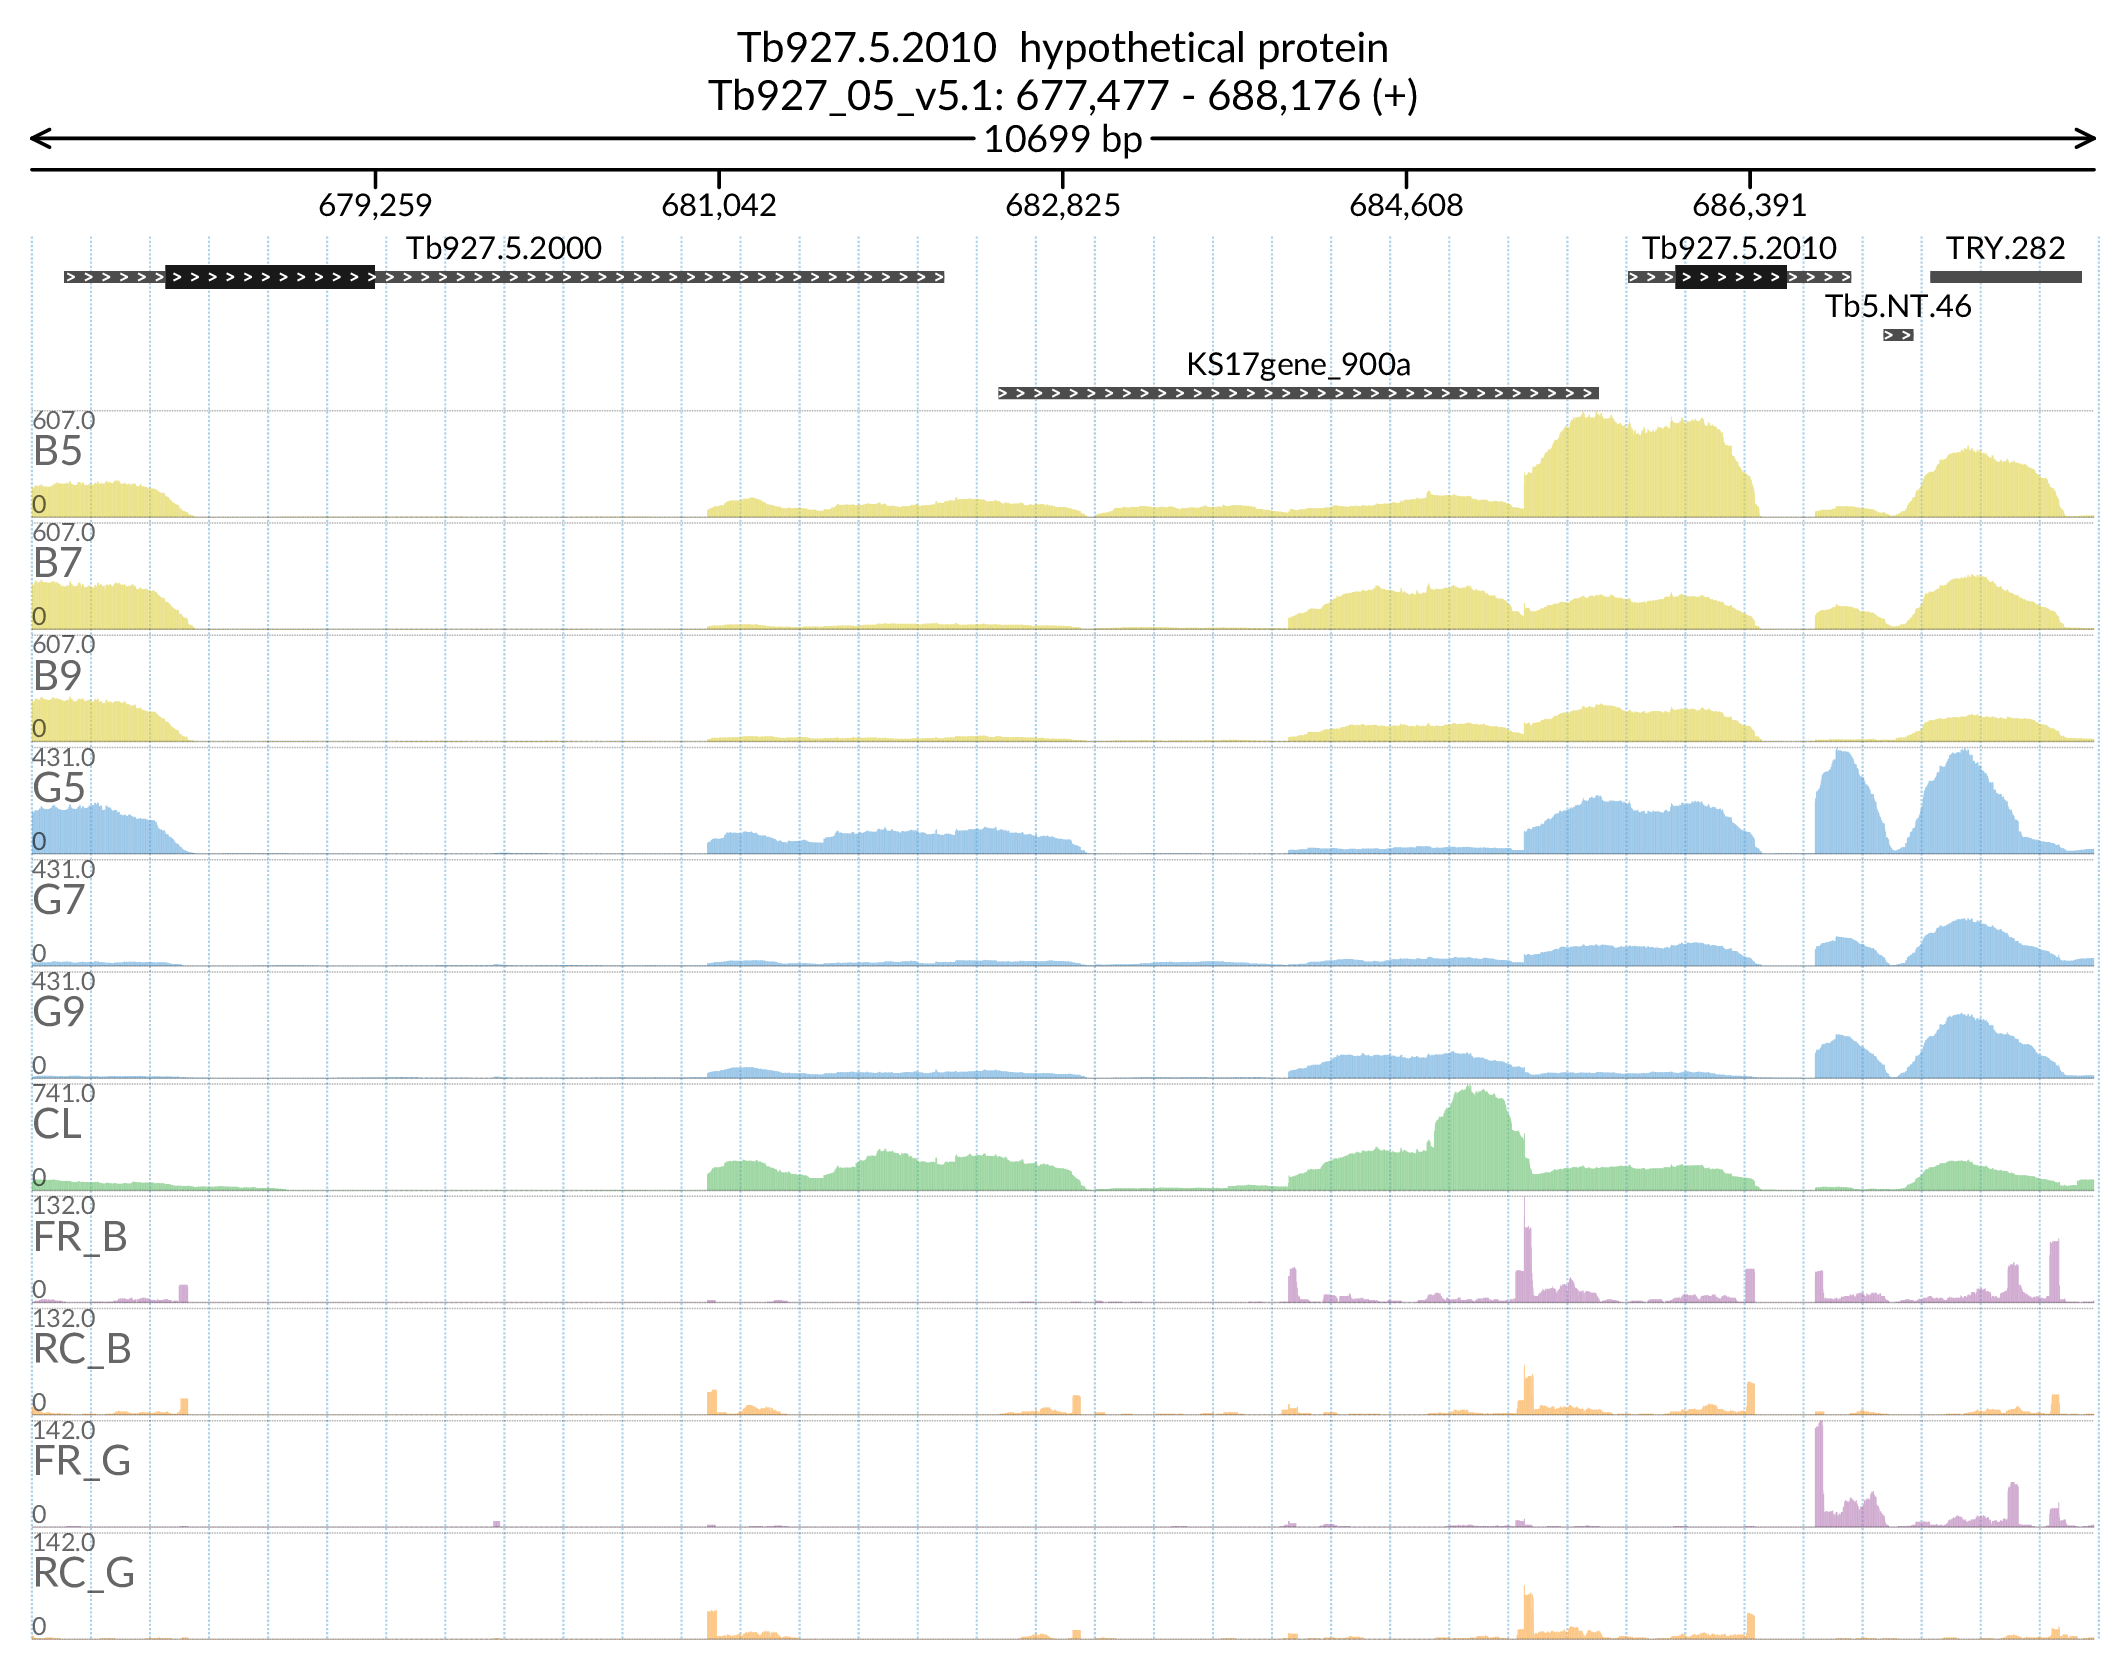 Tb927.5.2010  hypothetical protein
Tb927_05_v5.1: 677,477 - 688,176 (+)
10699 bp
679,259 681,042 682,825 684,608 686,391
Tb927.5.2000 Tb927.5.2010 TRY.282
Tb5.NT.46
KS17gene_900a
607.0
B5
0
607.0
B7
0
607.0
B9
0
431.0
G5
0
431.0
G7
0
431.0
G9
0
741.0
CL
0
132.0
FR_B
0
132.0
RC_B
0
142.0
FR_G
0
142.0
RC_G
0